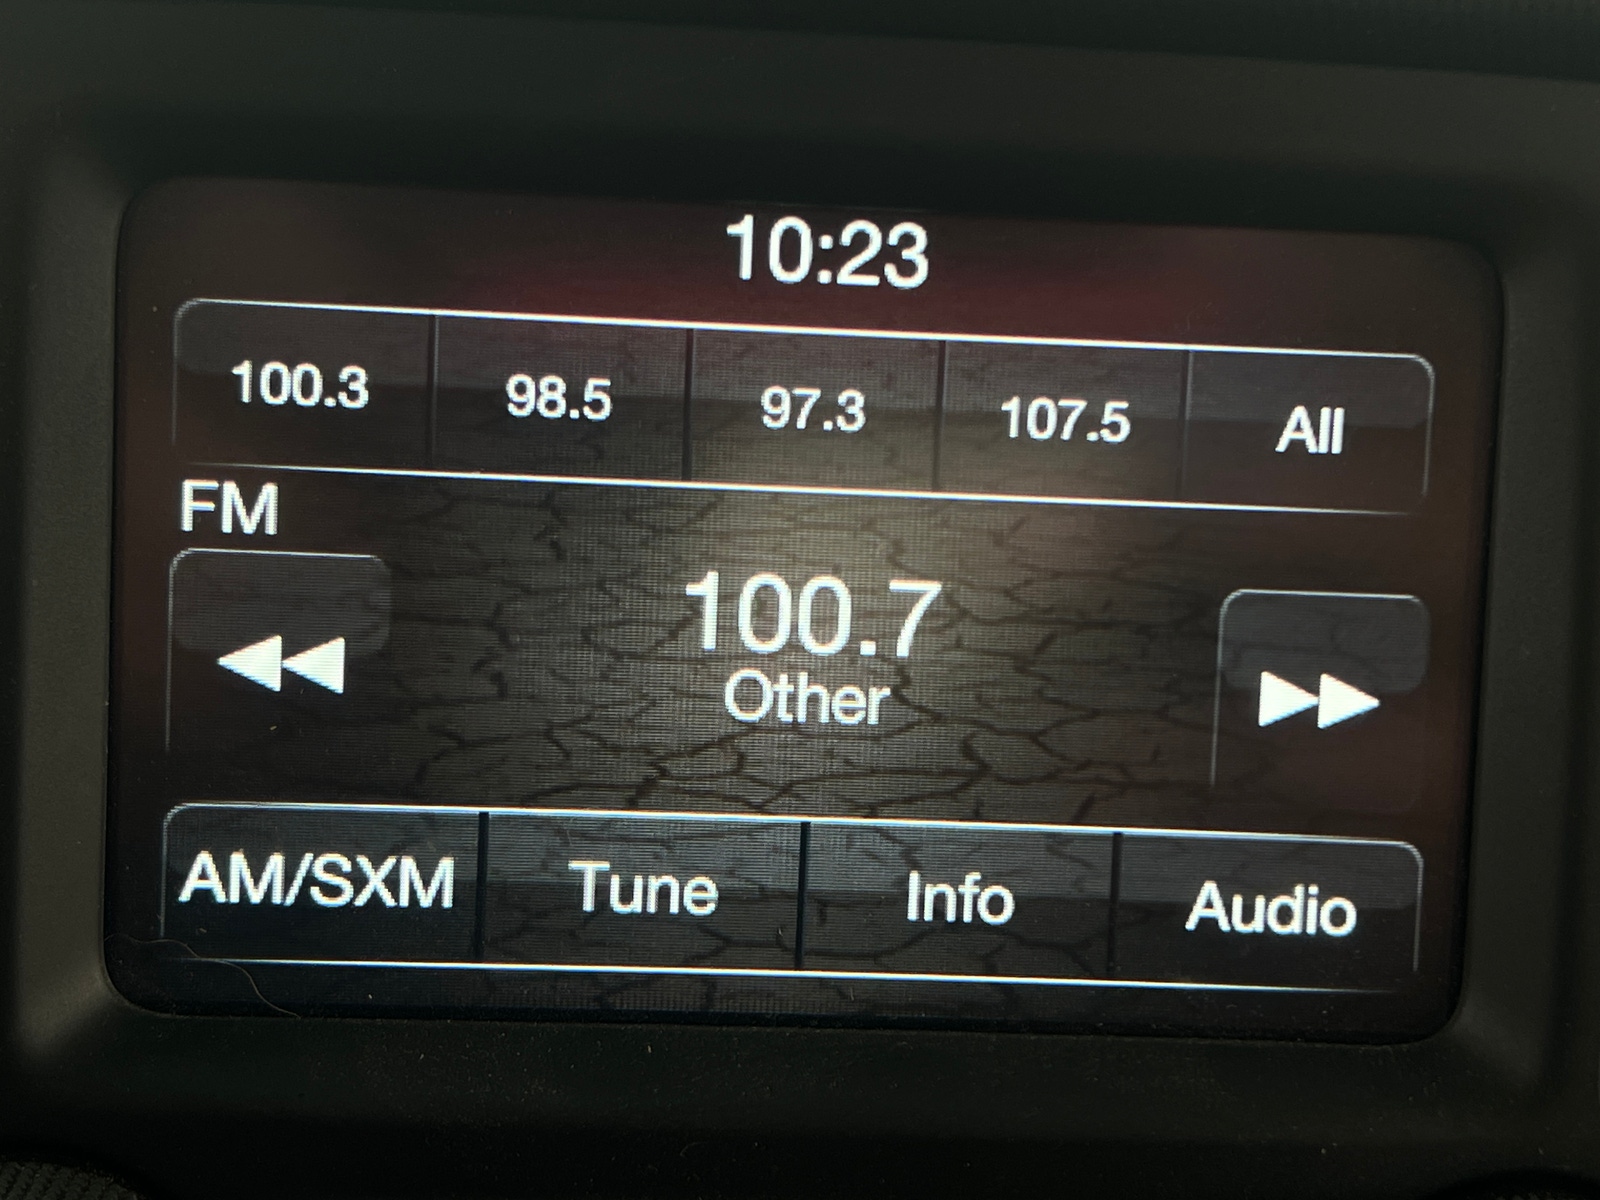 10:23
100.3 98.5 97.3 107.5 All
FM
100.7
Other
AM/SXM Tune Info Audio